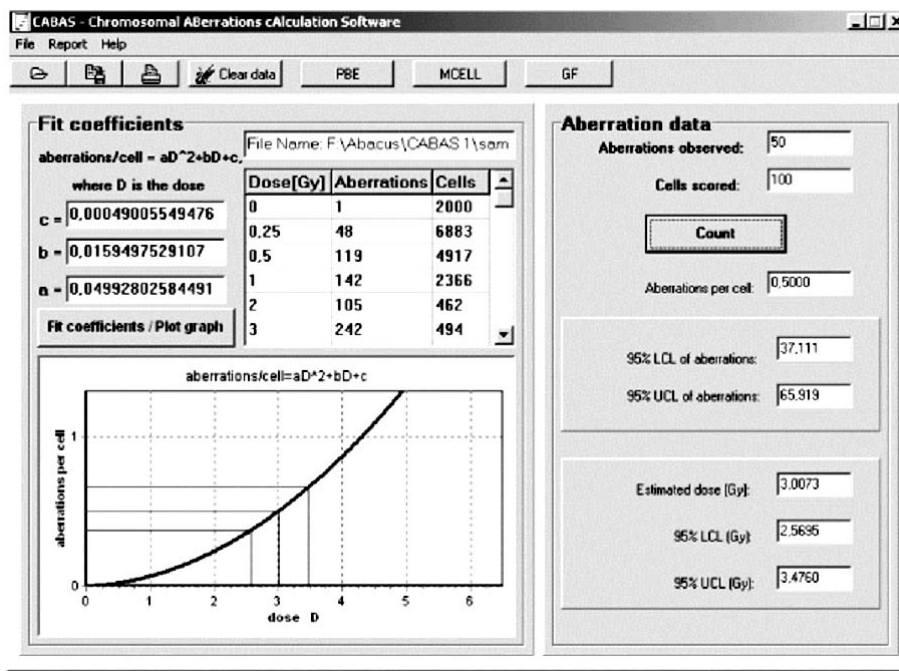 CABAS - Chromosomal ABerrations cAlculation Software
File Report Help
Clear data PBE MCELL GF
Fit coefficients
aberrations/cell = aD^2+bD+c,
where D is the dose
c = 0,00049005549476
b = 0,0159497529107
a = 0,04992802584491
Fit coefficients / Plot graph
File Name: F:\Abacus\CABAS 1\sam
Dose[Gy] Aberrations Cells
0 1 2000
0,25 48 6883
0,5 119 4917
1 142 2366
2 105 462
3 242 494
aberrations/cell=aD^2+bD+c
aberrations per cell
1
0
0 1 2 3 4 5 6
dose D
Aberration data
Aberrations observed: 50
Cells scored: 100
Count
Aberrations per cell: 0,5000
95% LCL of aberrations: 37,111
95% UCL of aberrations: 65,919
Estimated dose [Gy]: 3,0073
95% LCL (Gy): 2,5695
95% UCL (Gy): 3,4760